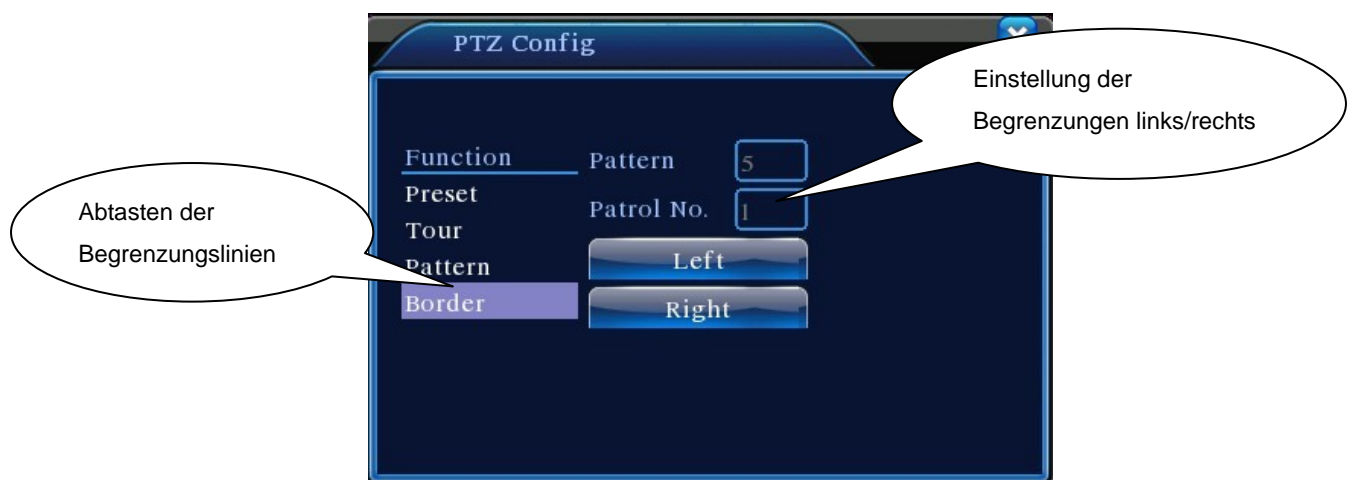 PTZ Config
Einstellung der
Begrenzungen links/rechts
Function
Pattern 5
Preset
Patrol No. 1
Tour
Abtasten der
Begrenzungslinien
Pattern
Left
Border
Right